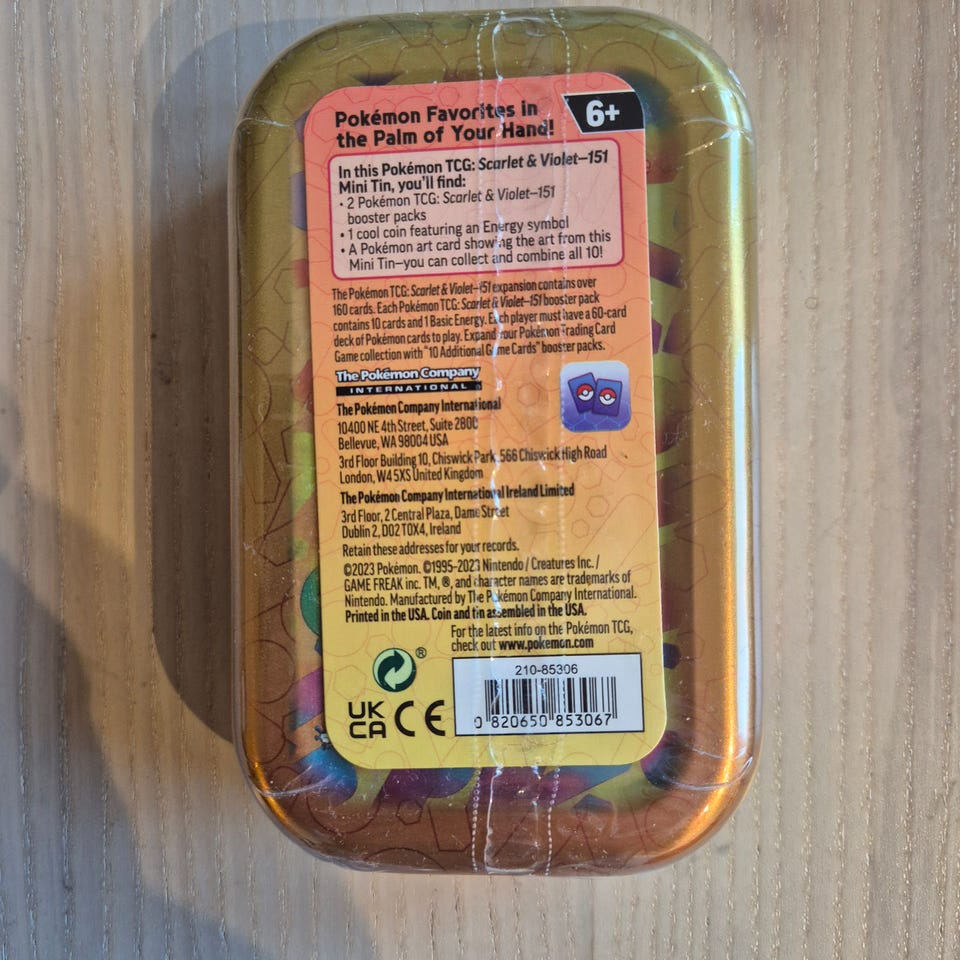 Pokémon Favorites in
the Palm of Your Hand!
6+
In this Pokémon TCG: Scarlet & Violet—151
Mini Tin, you'll find:
• 2 Pokémon TCG: Scarlet & Violet—151
booster packs
• 1 cool coin featuring an Energy symbol
• A Pokémon art card showing the art from this
Mini Tin—you can collect and combine all 10!
The Pokémon TCG: Scarlet & Violet—151 expansion contains over
160 cards. Each Pokémon TCG: Scarlet & Violet—151 booster pack
contains 10 cards and 1 Basic Energy. Each player must have a 60-card
deck of Pokémon cards to play. Expand your Pokémon Trading Card
Game collection with "10 Additional Game Cards" booster packs.
The Pokémon Company
INTERNATIONAL ®
The Pokémon Company International
10400 NE 4th Street, Suite 2800
Bellevue, WA 98004 USA
3rd Floor Building 10, Chiswick Park, 566 Chiswick High Road
London, W4 5XS United Kingdom
The Pokémon Company International Ireland Limited
3rd Floor, 2 Central Plaza, Dame Street
Dublin 2, D02 T0X4, Ireland
Retain these addresses for your records.
©2023 Pokémon. ©1995-2023 Nintendo / Creatures Inc. /
GAME FREAK inc. TM, ®, and character names are trademarks of
Nintendo. Manufactured by The Pokémon Company International.
Printed in the USA. Coin and tin assembled in the USA.
For the latest info on the Pokémon TCG,
check out www.pokemon.com
®
UK
CA CE
210-85306
0 820650 853067